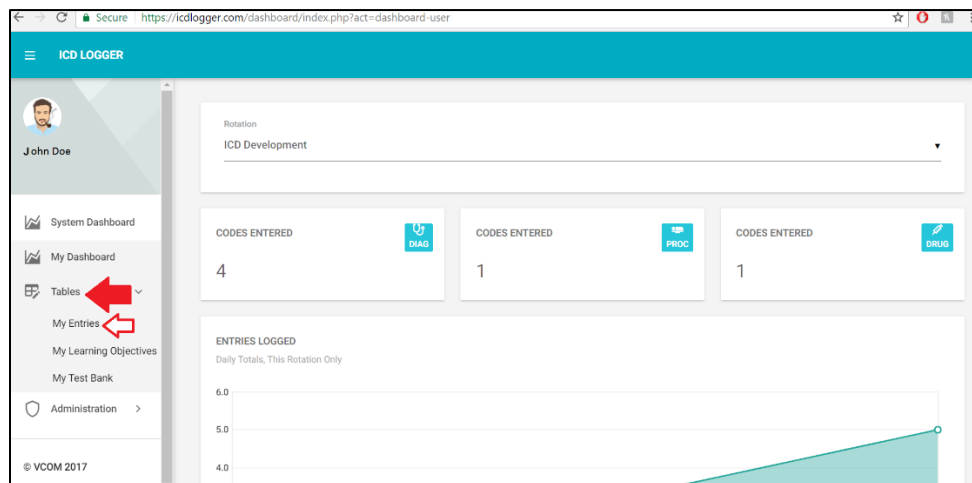 Secure https://icdlogger.com/dashboard/index.php?act=dashboard-user
ICD LOGGER
John Doe
System Dashboard
My Dashboard
Tables
My Entries
My Learning Objectives
My Test Bank
Administration
© VCOM 2017
Rotation
ICD Development
CODES ENTERED
DIAG
4
CODES ENTERED
PROC
1
CODES ENTERED
DRUG
1
ENTRIES LOGGED
Daily Totals, This Rotation Only
6.0
5.0
4.0